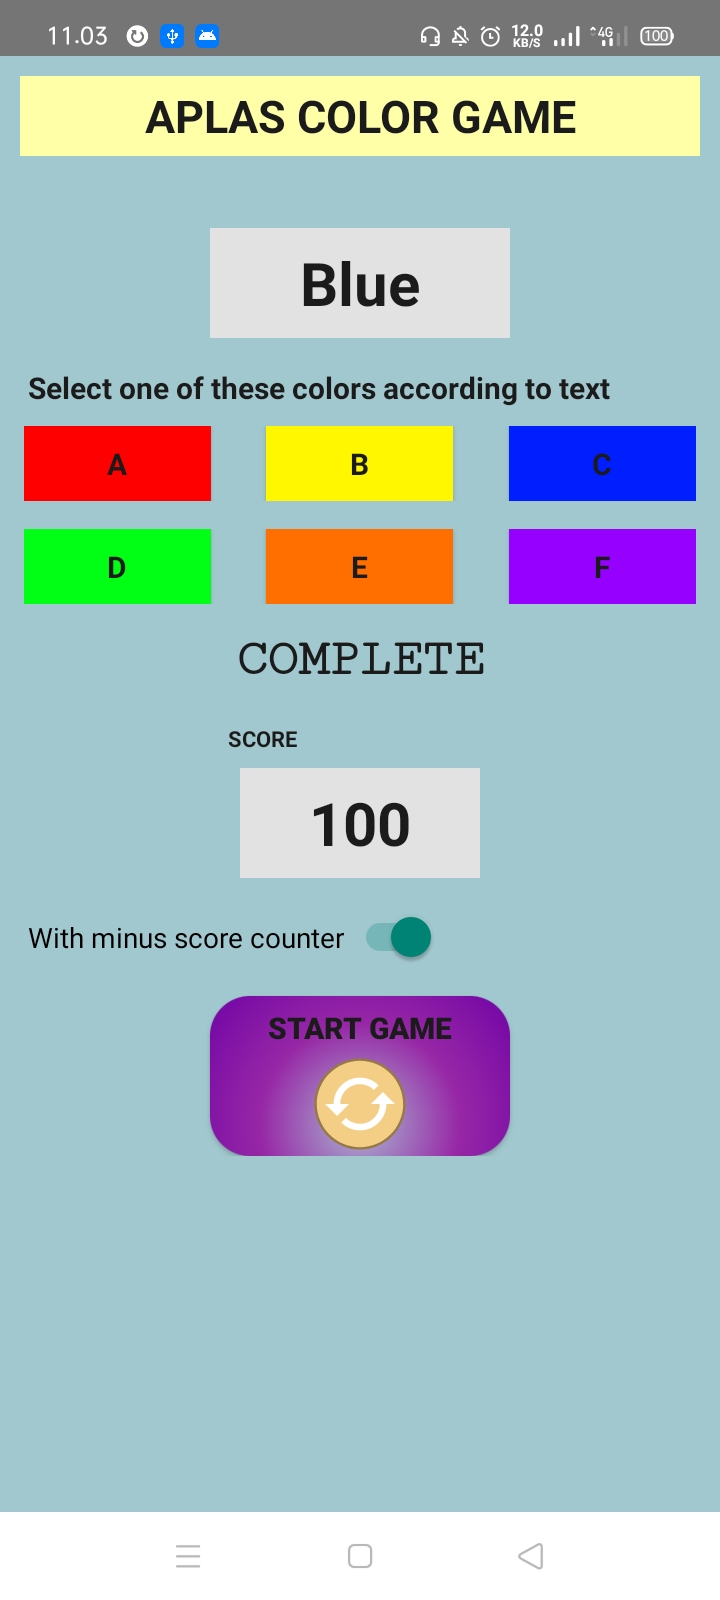 11.03 12.0 KB/S 4G 100
APLAS COLOR GAME
Blue
Select one of these colors according to text
A B C
D E F
COMPLETE
SCORE
100
With minus score counter
START GAME